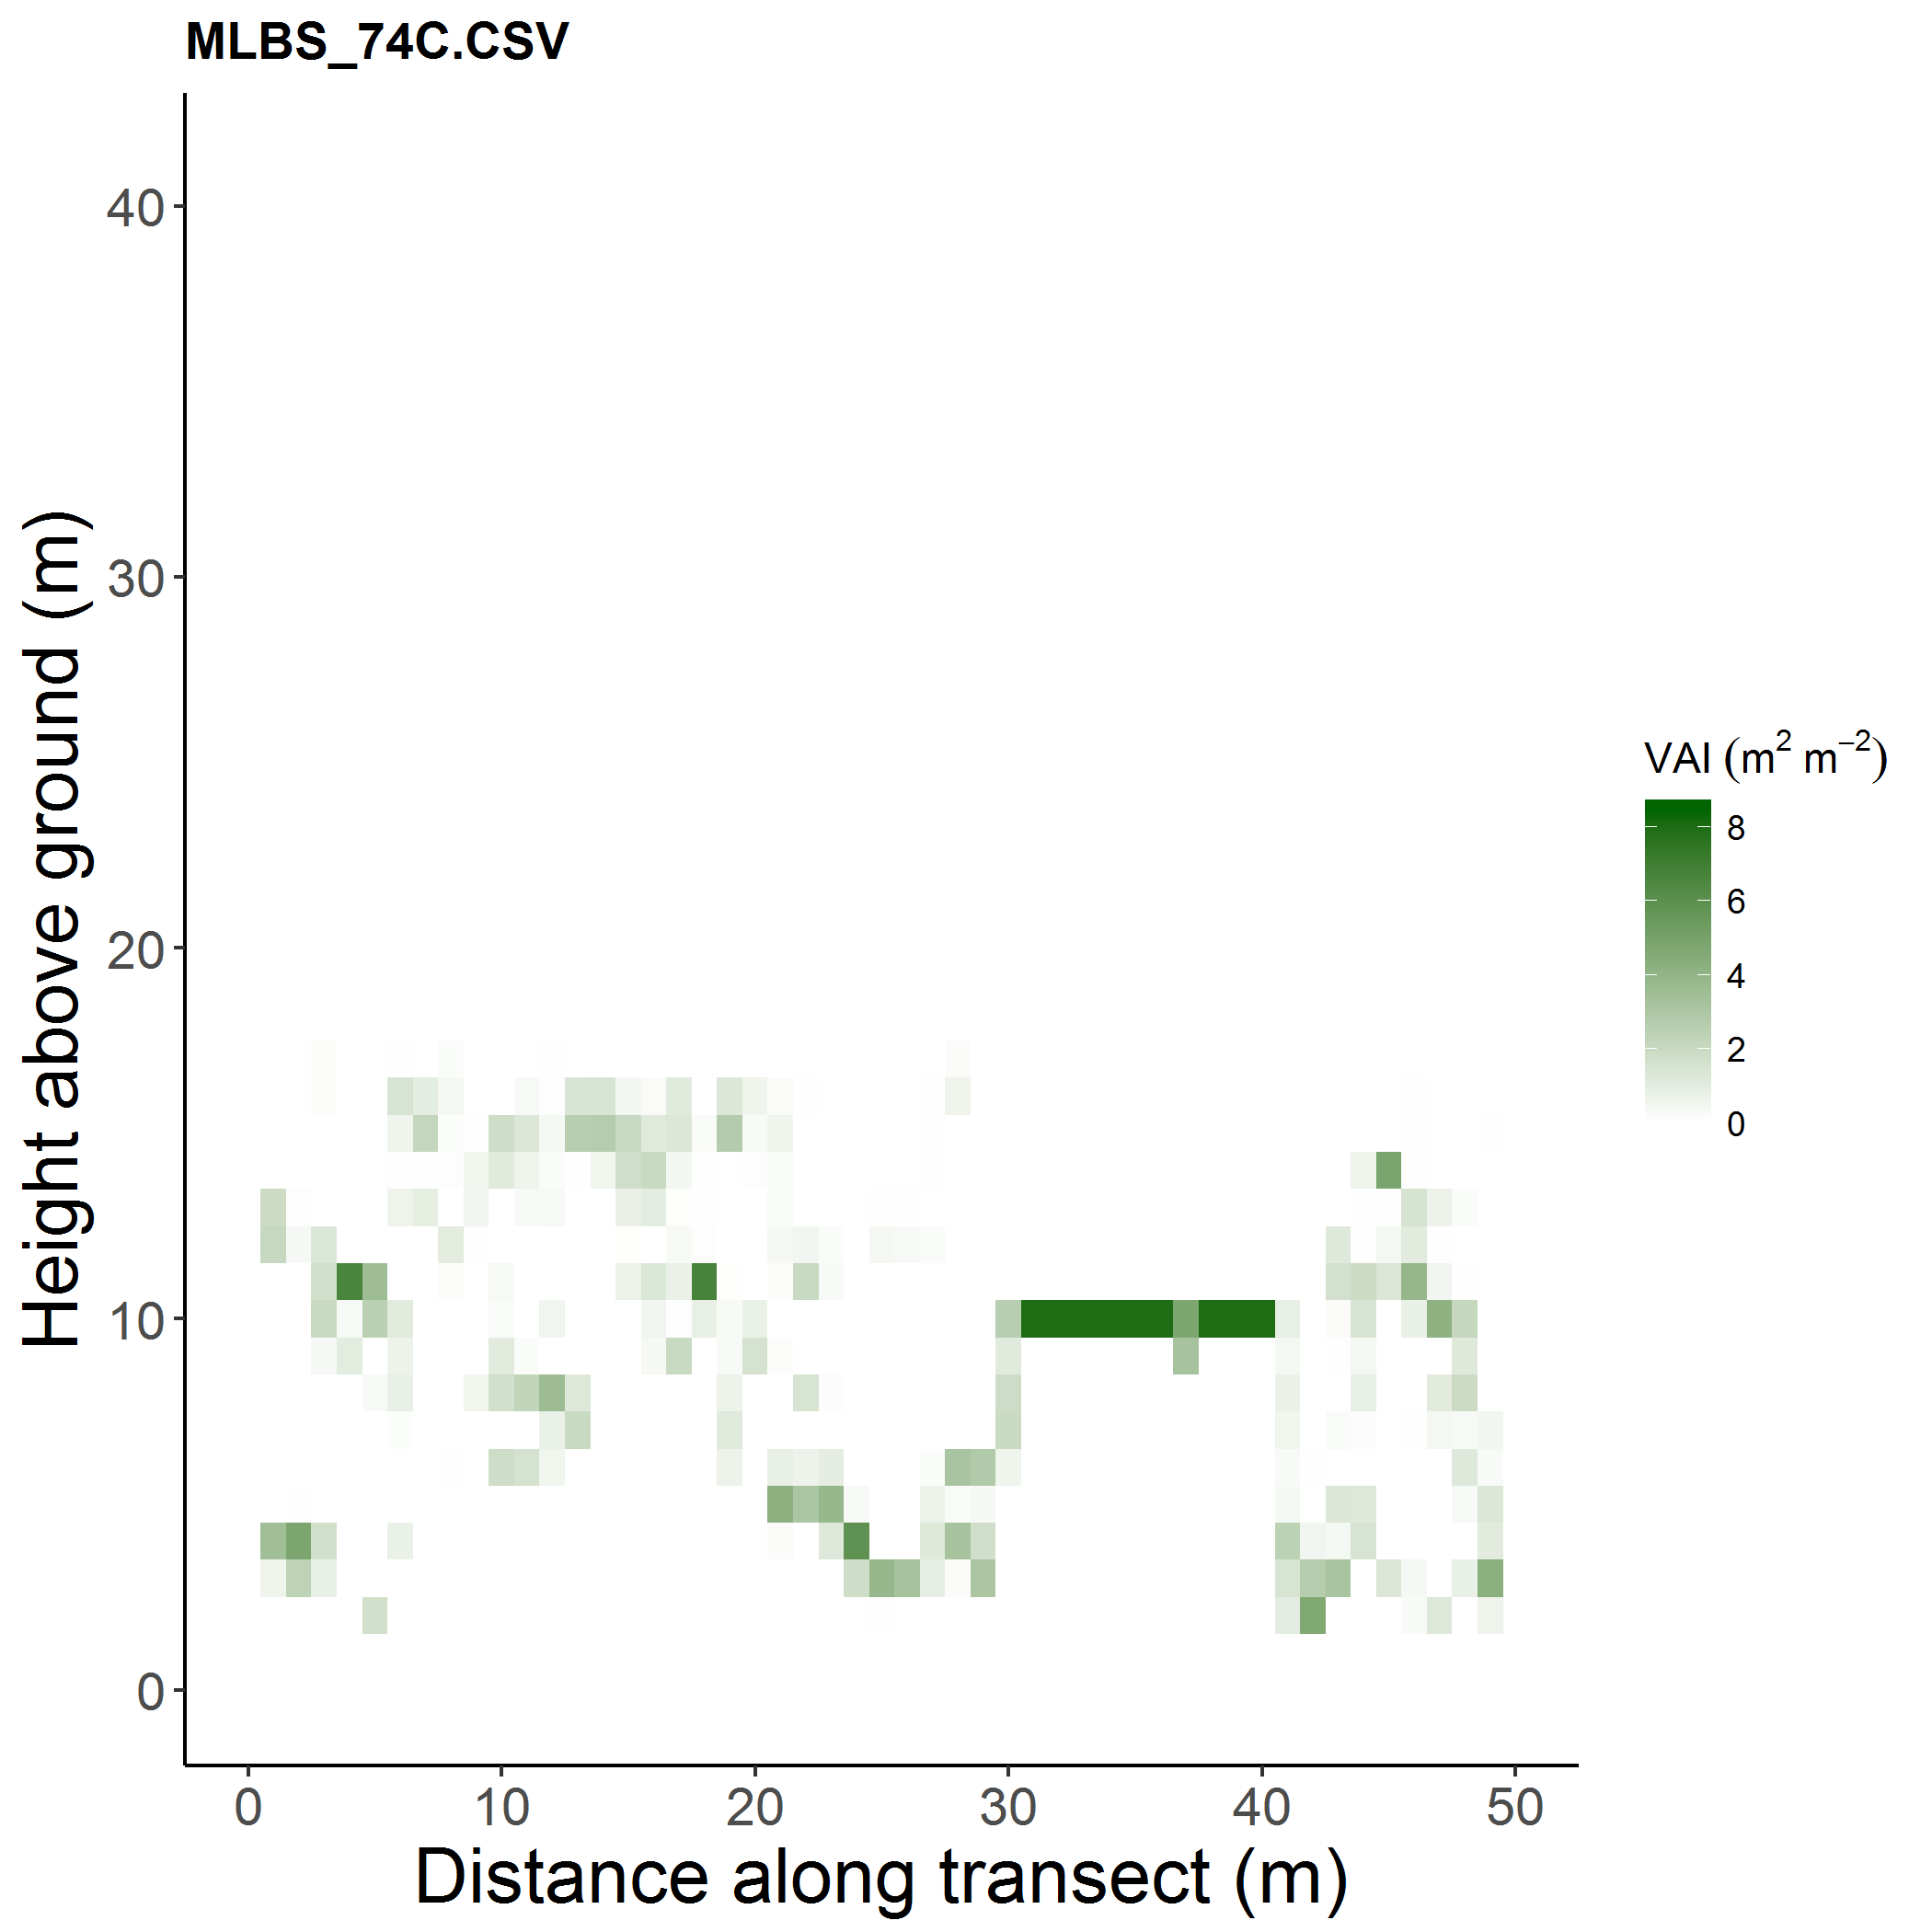 MLBS_74C.CSV
40
30
20
10
0
Height above ground (m)
0 10 20 30 40 50
Distance along transect (m)
VAI (m² m⁻²)
8
6
4
2
0